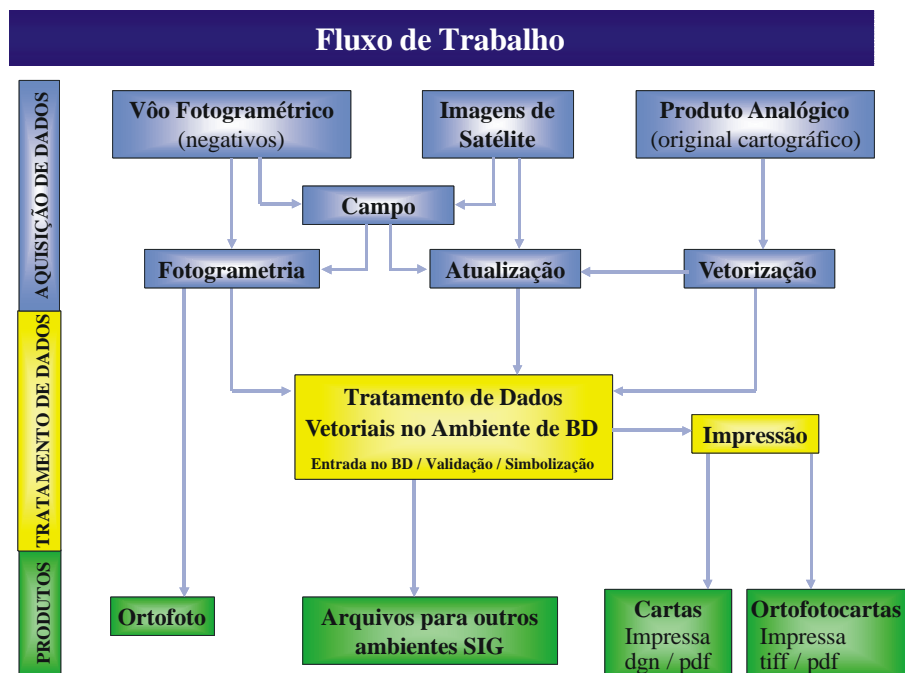 Fluxo de Trabalho
AQUISIÇÃO DE DADOS
Vôo Fotogramétrico
(negativos)
Imagens de
Satélite
Produto Analógico
(original cartográfico)
Campo
Fotogrametria
Atualização
Vetorização
TRATAMENTO DE DADOS
Tratamento de Dados
Vetoriais no Ambiente de BD
Entrada no BD / Validação / Simbolização
Impressão
PRODUTOS
Ortofoto
Arquivos para outros
ambientes SIG
Cartas
Impressa
dgn / pdf
Ortofotocartas
Impressa
tiff / pdf